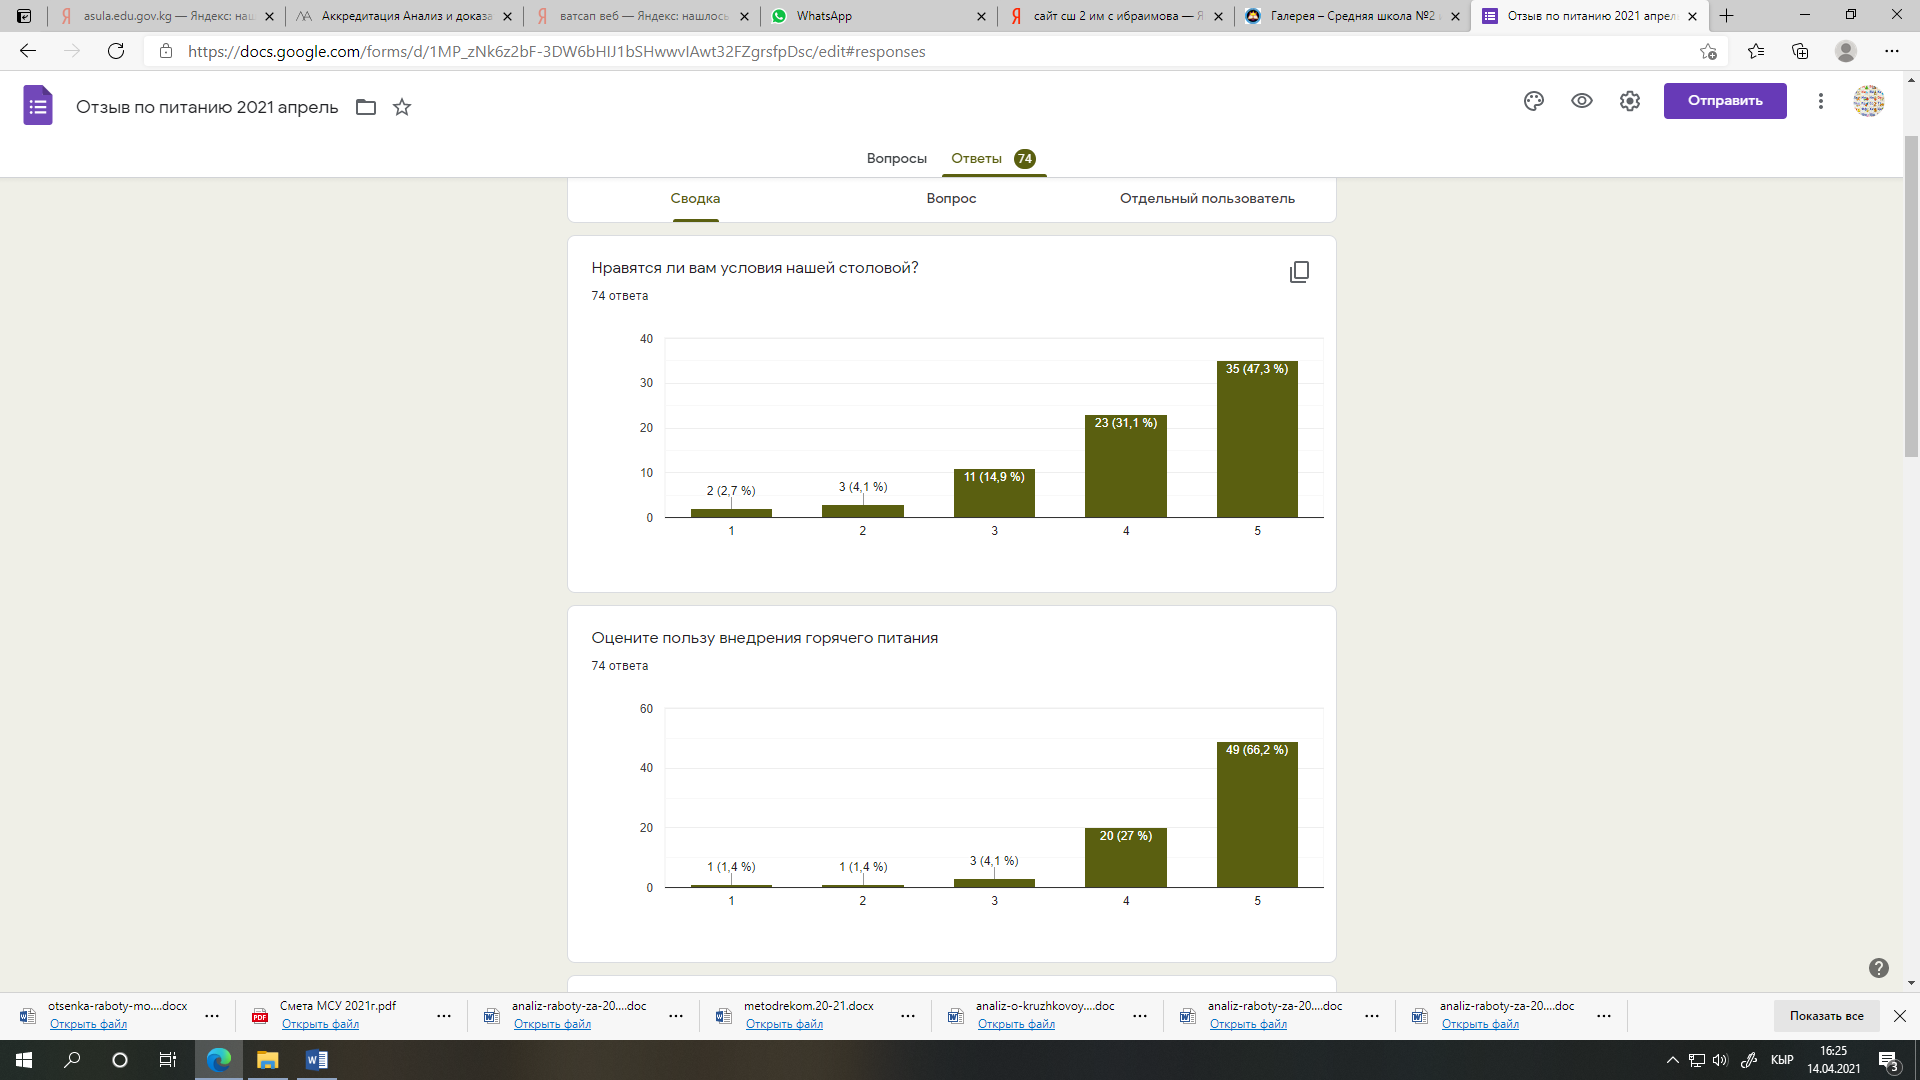 asula.edu.gov.kg — Яндекс: наш
Аккредитация Анализ и доказа
ватсап веб — Яндекс: нашлось
WhatsApp
сайт сш 2 им с ибраимова — Я
Галерея – Средняя школа №2
Отзыв по питанию 2021 апрел
https://docs.google.com/forms/d/1MP_zNk6z2bF-3DW6bHIJ1bSHwwvIAwt32FZgrsfpDsc/edit#responses
Отзыв по питанию 2021 апрель
Отправить
Вопросы
Ответы 74
Сводка
Вопрос
Отдельный пользователь
Нравятся ли вам условия нашей столовой?
74 ответа
40
30
20
10
0
2 (2,7 %)
3 (4,1 %)
11 (14,9 %)
23 (31,1 %)
35 (47,3 %)
1
2
3
4
5
Оцените пользу внедрения горячего питания
74 ответа
60
40
20
0
1 (1,4 %)
1 (1,4 %)
3 (4,1 %)
20 (27 %)
49 (66,2 %)
1
2
3
4
5
otsenka-raboty-mo....docx
Открыть файл
Смета МСУ 2021г.pdf
Открыть файл
analiz-raboty-za-20....doc
Открыть файл
metodrekom.20-21.docx
Открыть файл
analiz-o-kruzhkovoy....doc
Открыть файл
analiz-raboty-za-20....doc
Открыть файл
analiz-raboty-za-20....doc
Открыть файл
Показать все
КЫР
16:25
14.04.2021
3